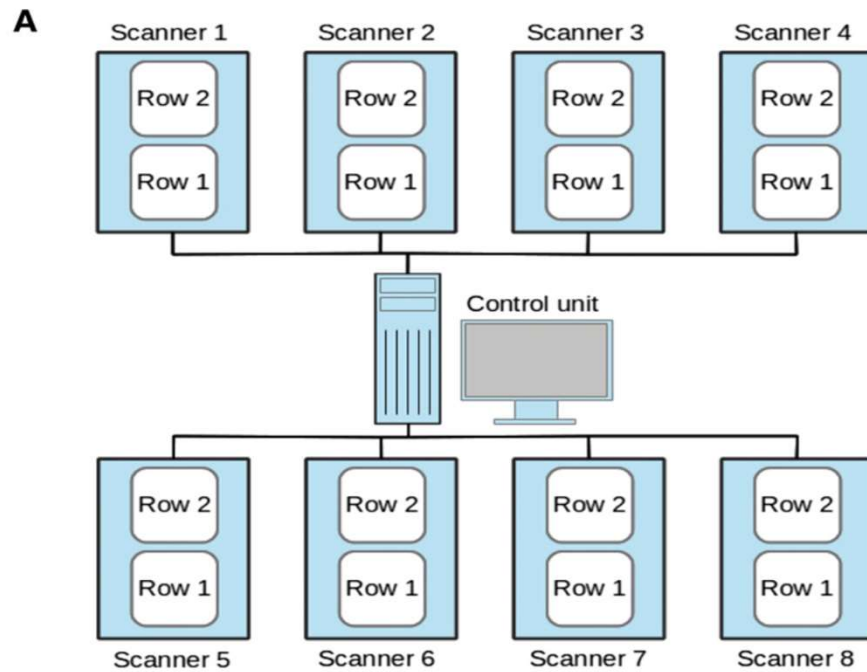 A
Scanner 1 Scanner 2 Scanner 3 Scanner 4
Row 2 Row 2 Row 2 Row 2
Row 1 Row 1 Row 1 Row 1
Control unit
Row 2 Row 2 Row 2 Row 2
Row 1 Row 1 Row 1 Row 1
Scanner 5 Scanner 6 Scanner 7 Scanner 8